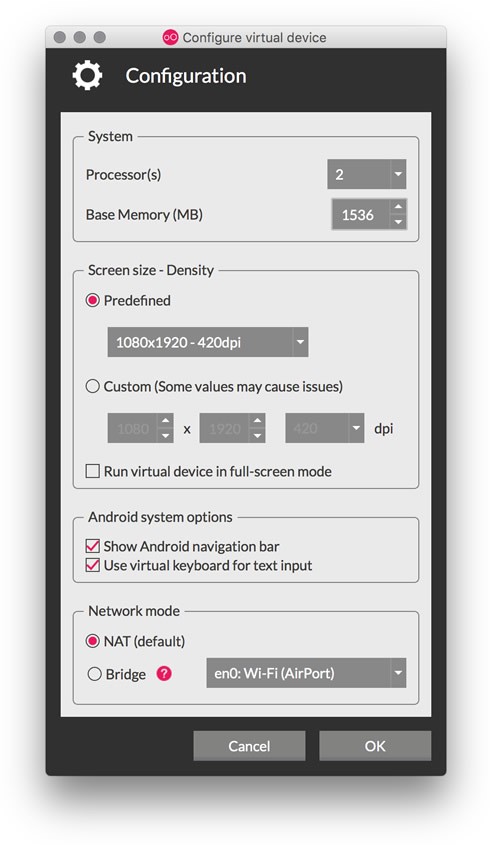 Configure virtual device
Configuration
System
Processor(s) 2
Base Memory (MB) 1536
Screen size - Density
Predefined
1080x1920 - 420dpi
Custom (Some values may cause issues)
1080 x 1920 420 dpi
Run virtual device in full-screen mode
Android system options
Show Android navigation bar
Use virtual keyboard for text input
Network mode
NAT (default)
Bridge ? en0: Wi-Fi (AirPort)
Cancel OK